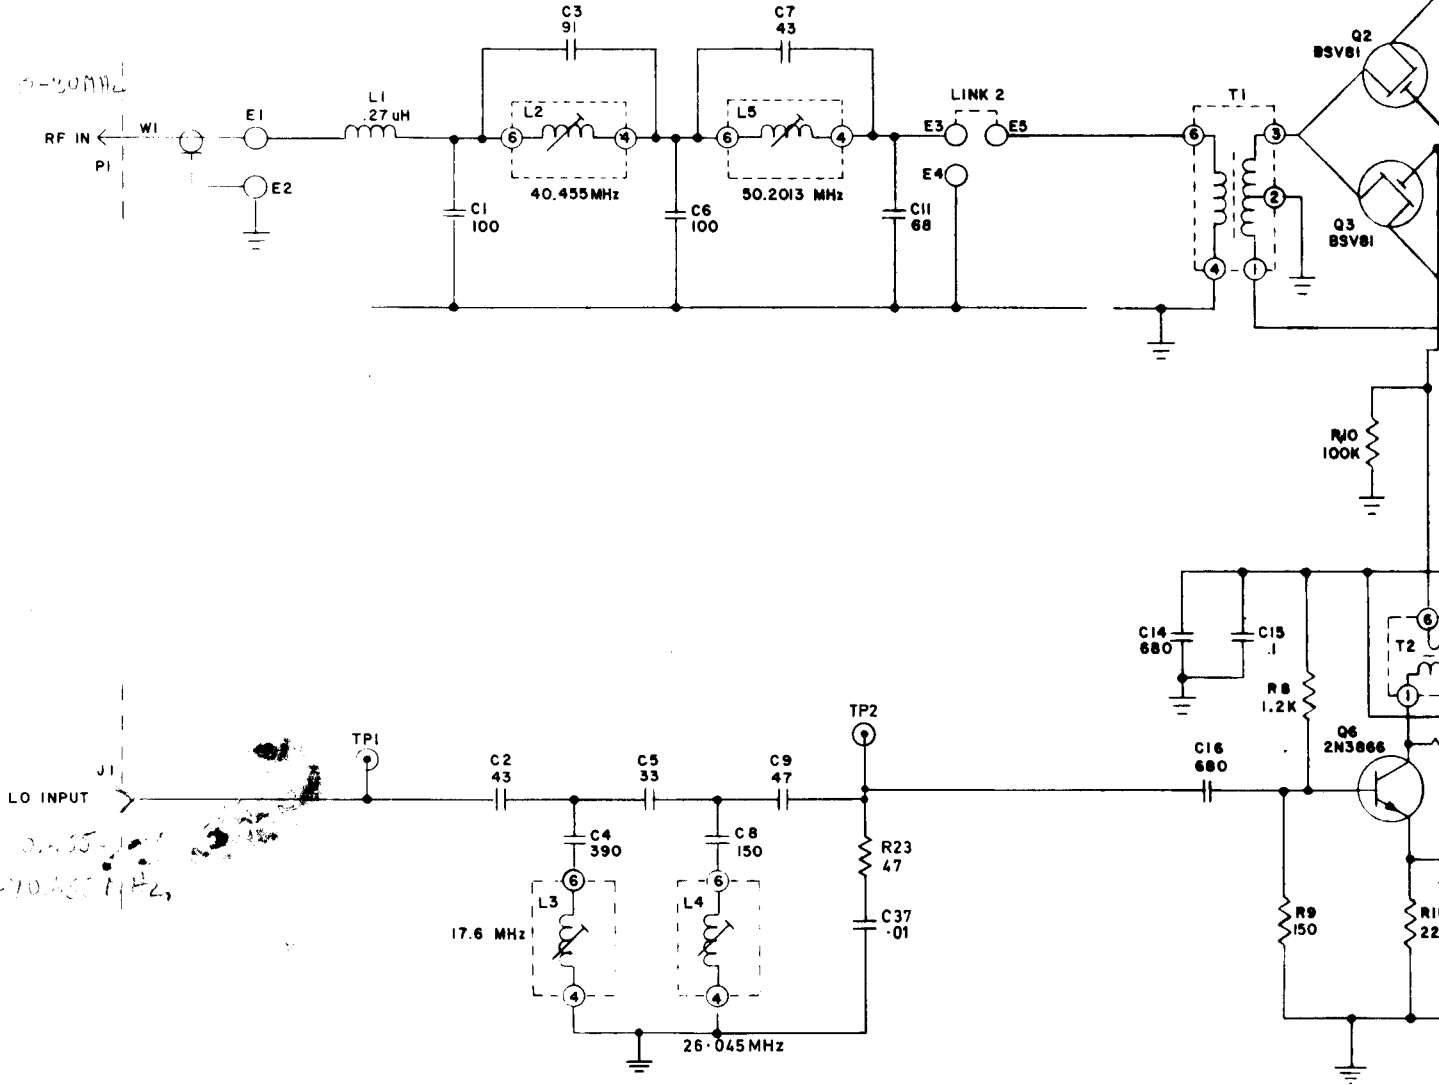 C3
91
C7
43
Q2
BSV81
L1
.27 uH
L2
L5
LINK 2
T1
RF IN
W1
E1
6
4
6
4
E3
E5
6
3
P1
E2
40.455MHz
50.2013 MHz
E4
2
C1
100
C6
100
C11
68
Q3
BSV81
4
1
R10
100K
C14
680
C15
.1
6
T2
R8
1.2K
1
TP2
Q6
2N3866
TP1
J1
C2
43
C5
33
C9
47
C16
680
LO INPUT
C4
390
C8
150
R23
47
6
6
L3
L4
17.6 MHz
C37
.01
R9
150
4
4
26.045MHz